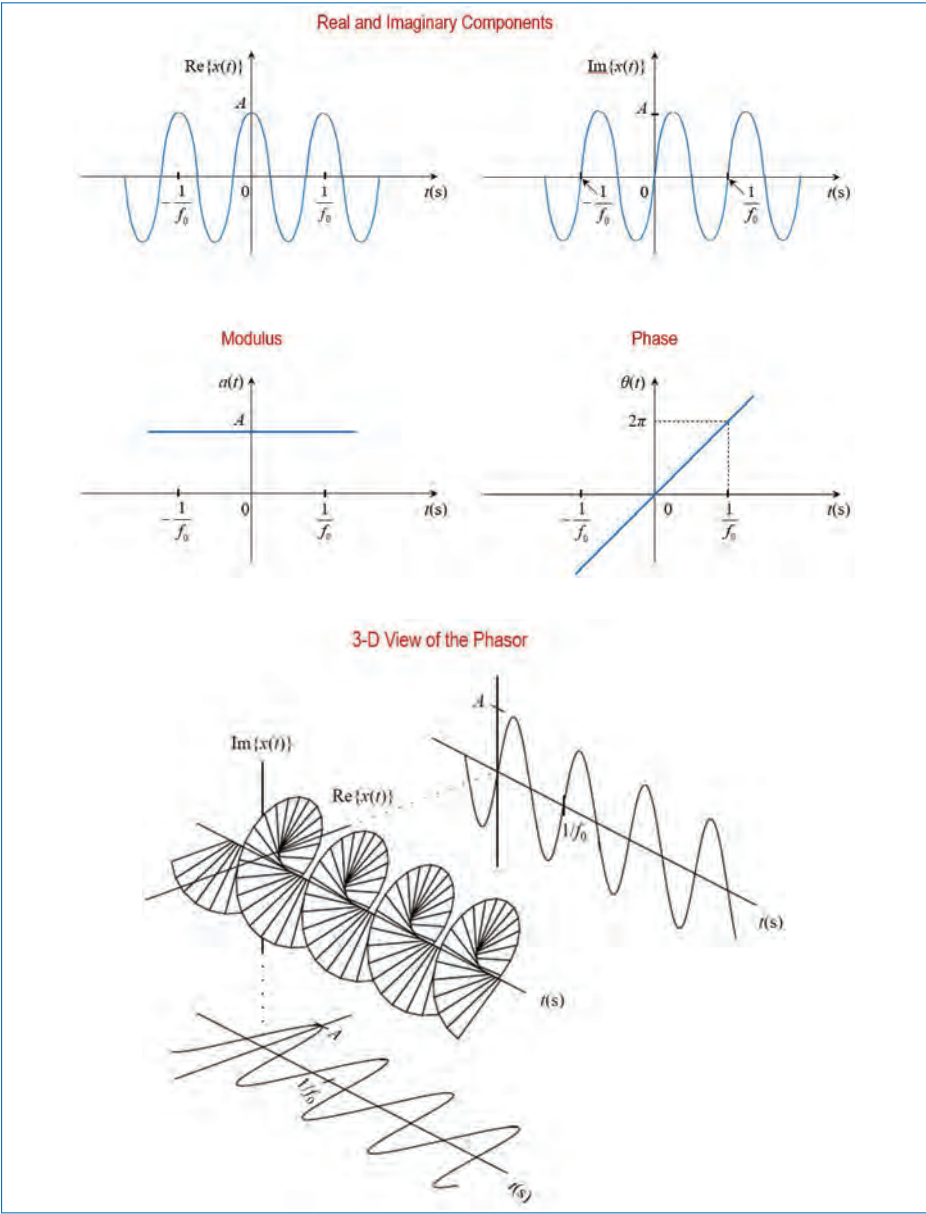 Real and Imaginary Components
Re{x(t)}
A
−1/f₀
0
1/f₀
t(s)
Im{x(t)}
A
−1/f₀
0
1/f₀
t(s)
Modulus
a(t)
A
−1/f₀
0
1/f₀
t(s)
Phase
θ(t)
2π
−1/f₀
0
1/f₀
t(s)
3-D View of the Phasor
A
1/f₀
t(s)
Im{x(t)}
Re{x(t)}
t(s)
A
1/f₀
t(s)